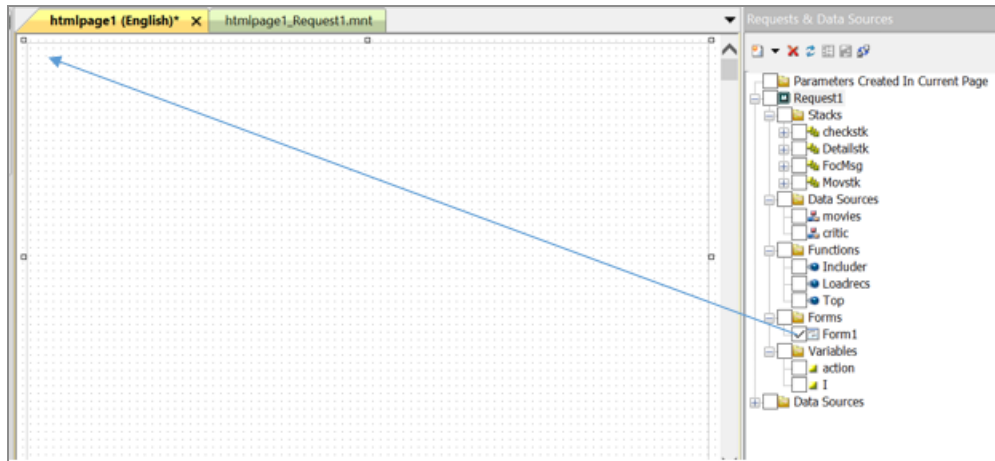 htmlpage1 (English)* htmlpage1_Request1.mnt
Requests & Data Sources
Parameters Created In Current Page
Request1
Stacks
checkstk
Detailstk
FocMsg
Movstk
Data Sources
movies
critic
Functions
Includer
Loadrecs
Top
Forms
Form1
Variables
action
I
Data Sources